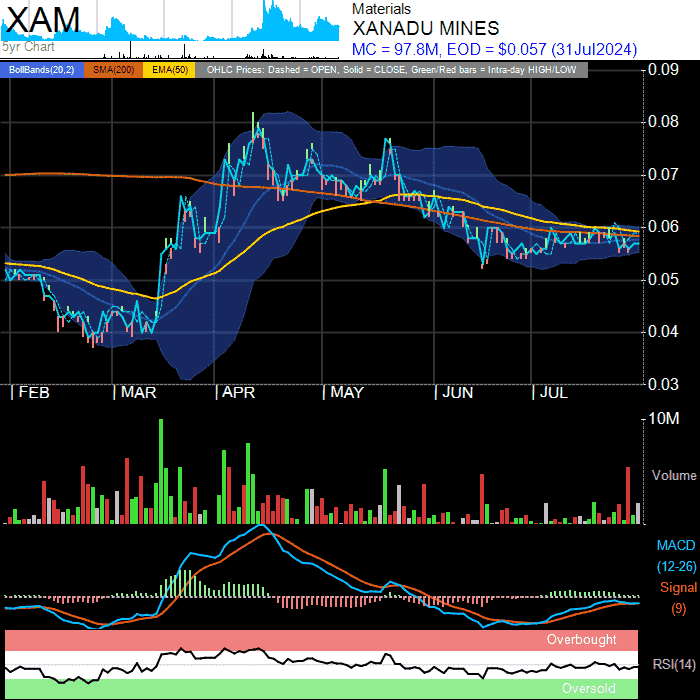 XAM
5yr Chart
Materials
XANADU MINES
MC = 97.8M, EOD = $0.057 (31Jul2024)
BollBands(20,2) SMA(200) EMA(50) OHLC Prices: Dashed = OPEN, Solid = CLOSE, Green/Red bars = Intra-day HIGH/LOW
0.09
0.08
0.07
0.06
0.05
0.04
0.03
FEB MAR APR MAY JUN JUL
10M
Volume
MACD
(12-26)
Signal
(9)
Overbought
RSI(14)
Oversold